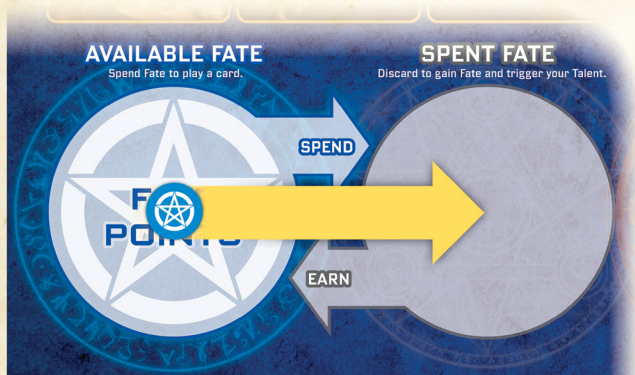 AVAILABLE FATE
Spend Fate to play a card.
SPENT FATE
Discard to gain Fate and trigger your Talent.
SPEND
EARN